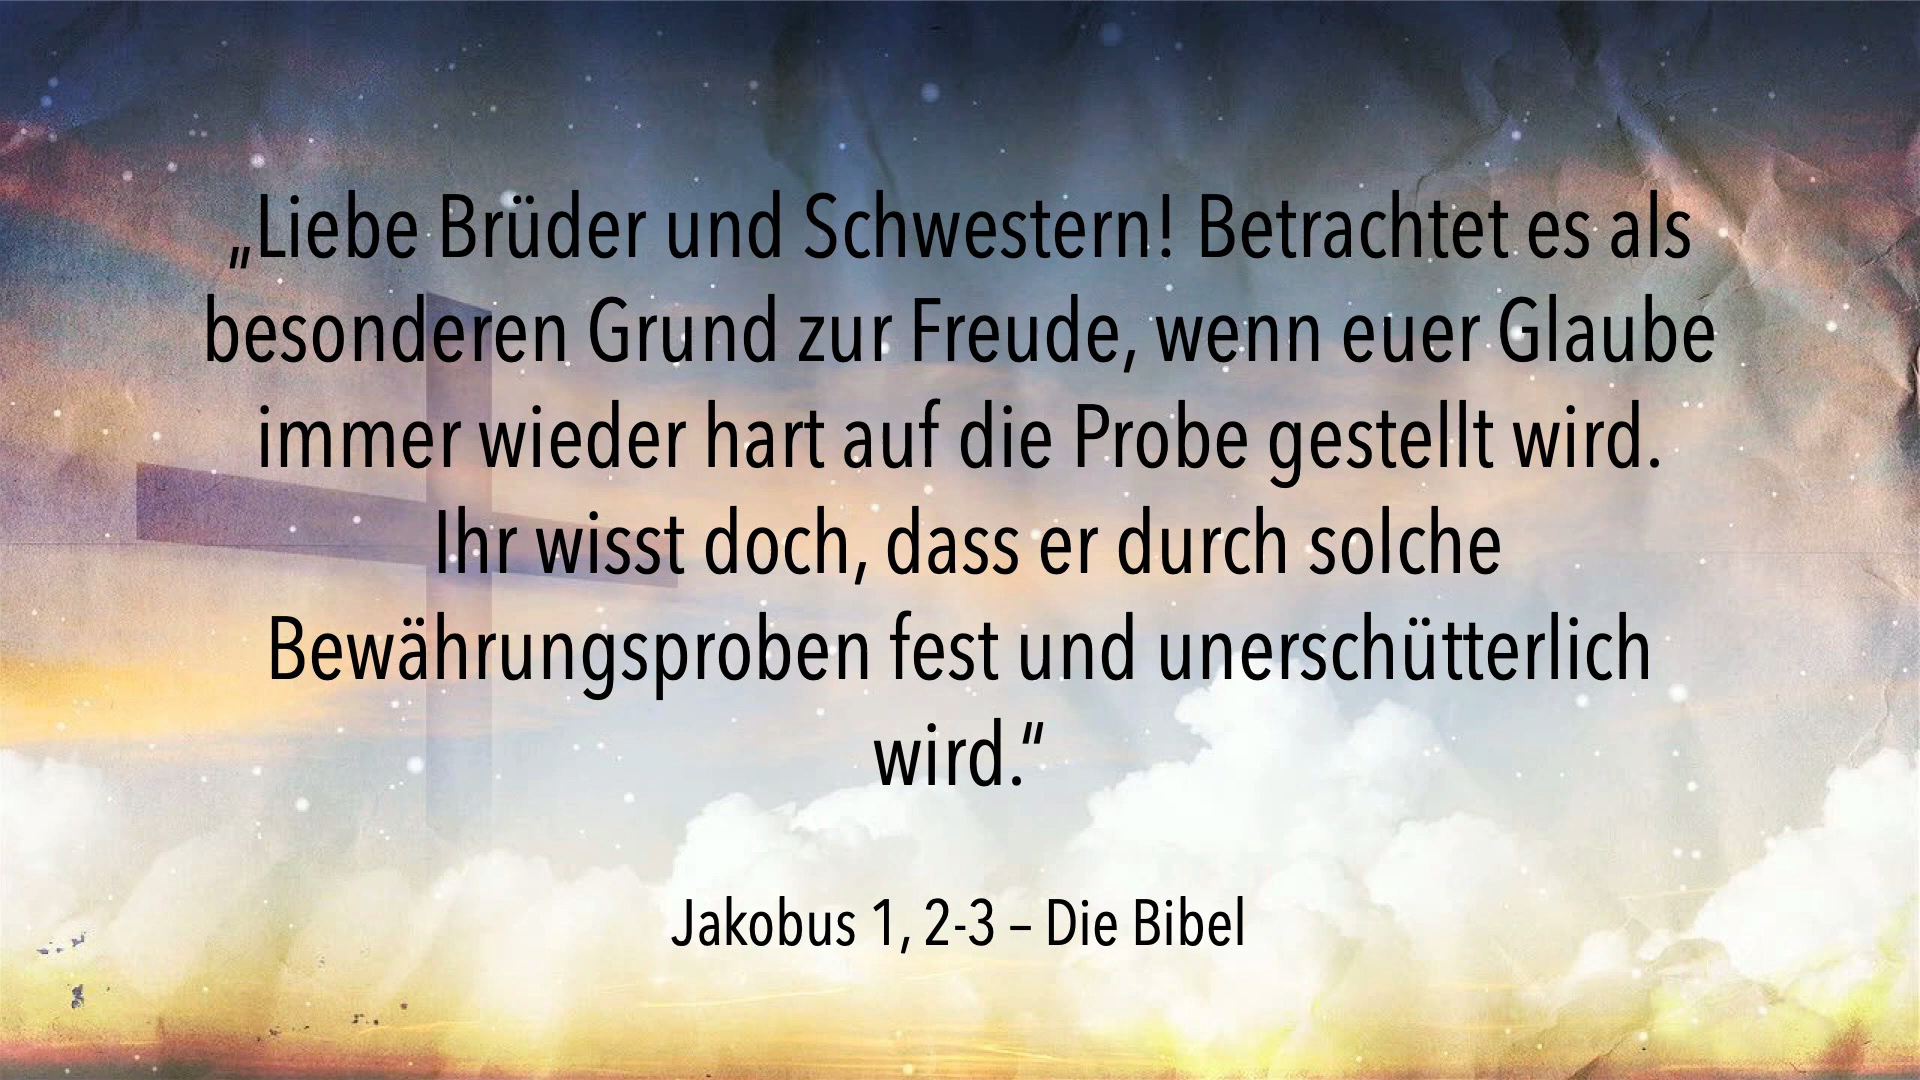 „Liebe Brüder und Schwestern! Betrachtet es als
besonderen Grund zur Freude, wenn euer Glaube
immer wieder hart auf die Probe gestellt wird.
Ihr wisst doch, dass er durch solche
Bewährungsproben fest und unerschütterlich
wird.“
Jakobus 1, 2-3 – Die Bibel